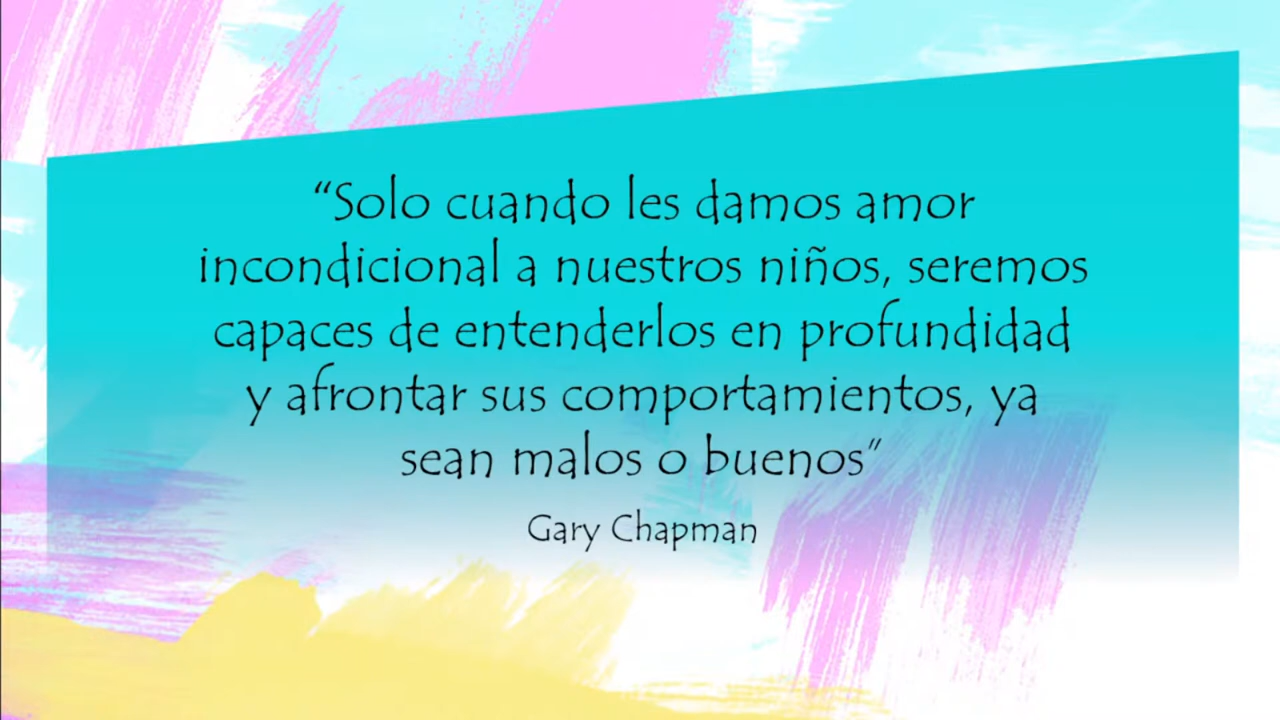 “Solo cuando les damos amor
incondicional a nuestros niños, seremos
capaces de entenderlos en profundidad
y afrontar sus comportamientos, ya
sean malos o buenos”
Gary Chapman